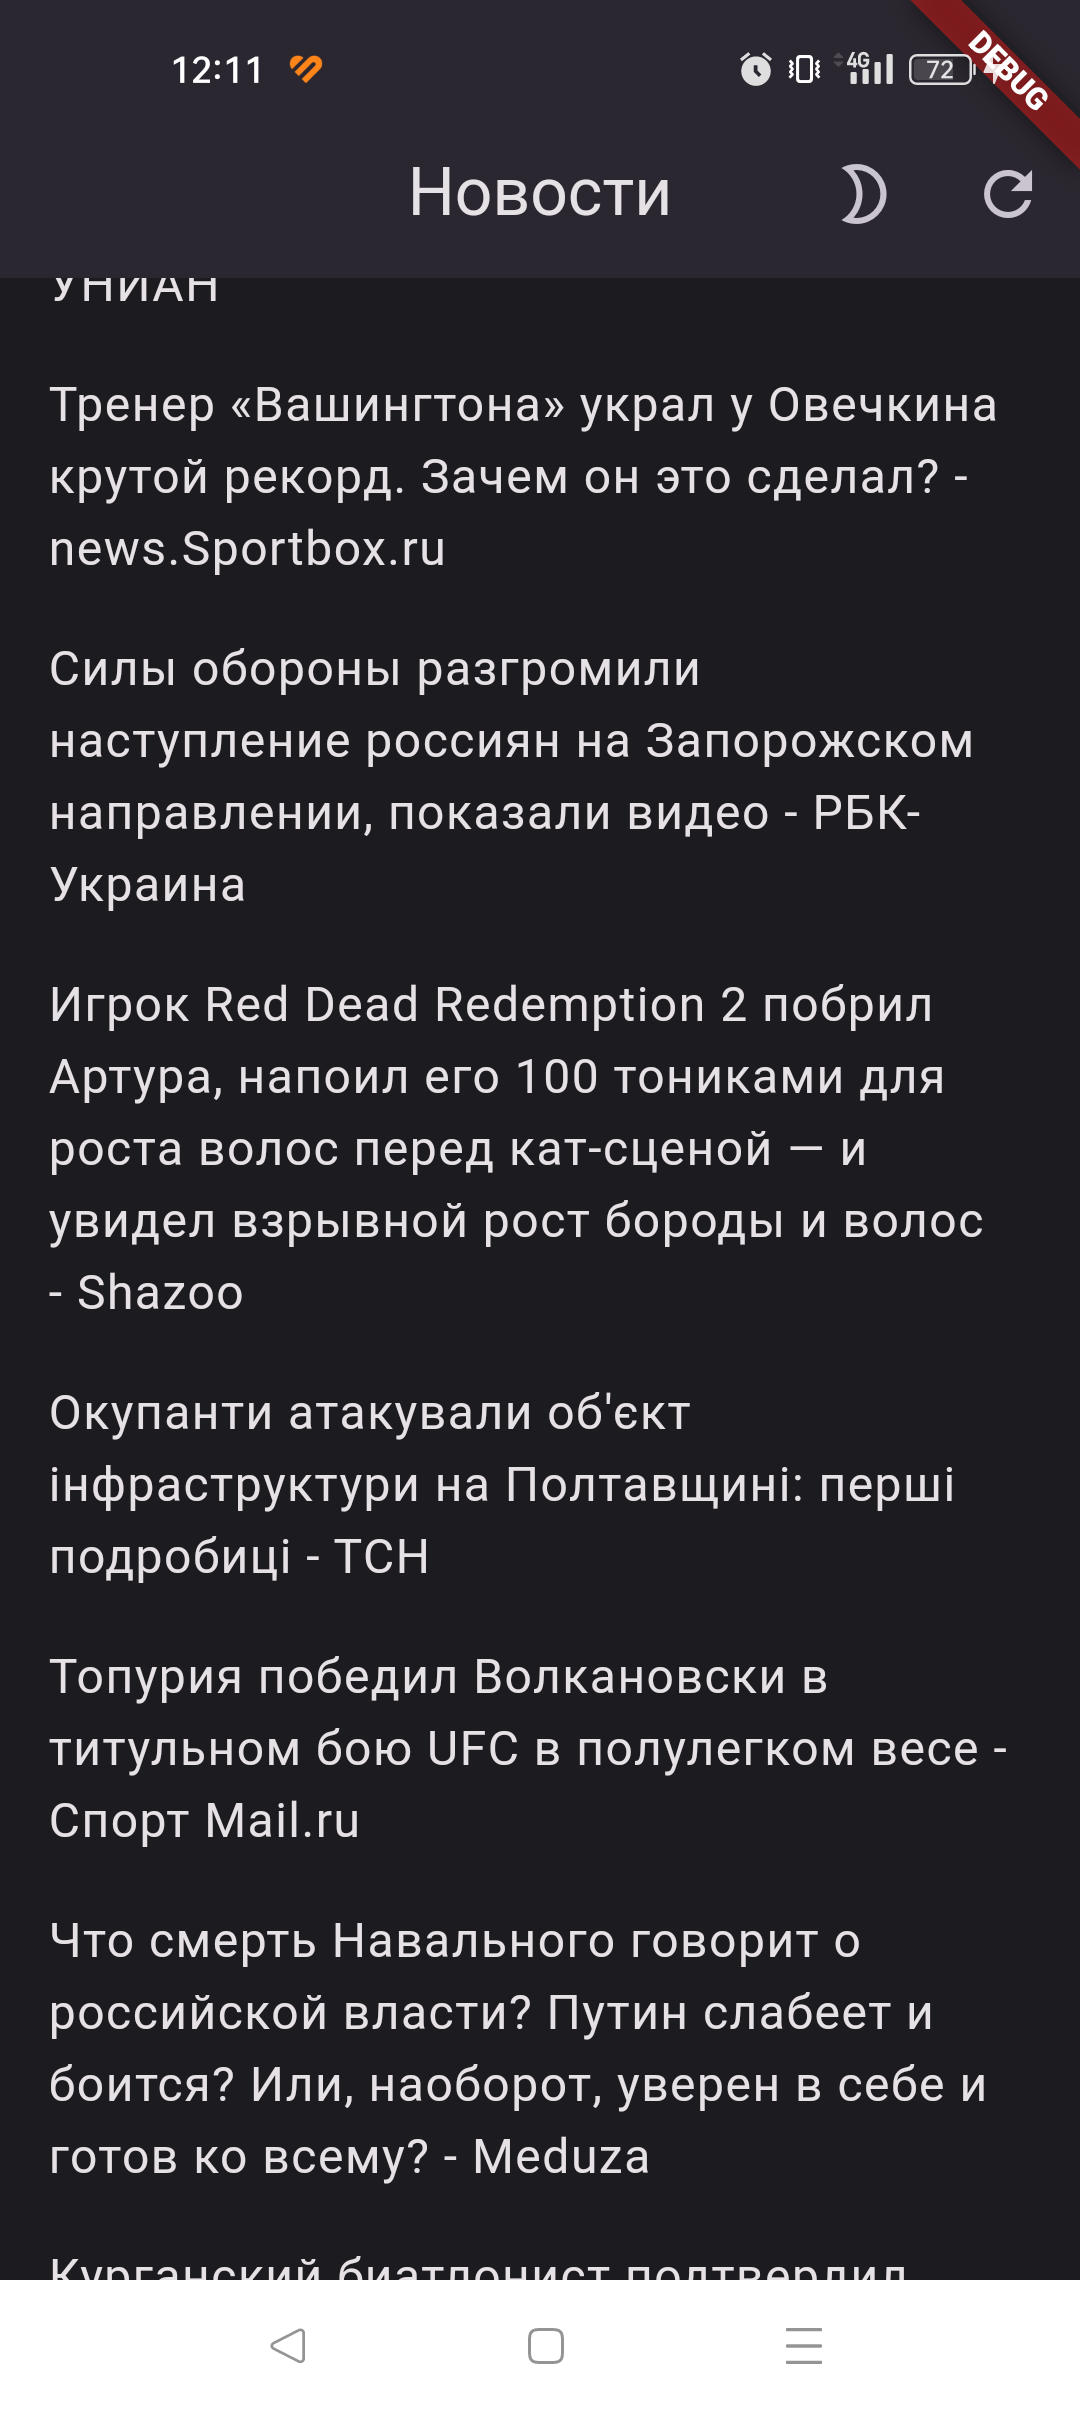 12:11
4G
72
DEBUG
Новости
УНИАН
Тренер «Вашингтона» украл у Овечкина
крутой рекорд. Зачем он это сделал? -
news.Sportbox.ru
Силы обороны разгромили
наступление россиян на Запорожском
направлении, показали видео - РБК-
Украина
Игрок Red Dead Redemption 2 побрил
Артура, напоил его 100 тониками для
роста волос перед кат-сценой — и
увидел взрывной рост бороды и волос
- Shazoo
Окупанти атакували об'єкт
інфраструктури на Полтавщині: перші
подробиці - ТСН
Топурия победил Волкановски в
титульном бою UFC в полулегком весе -
Спорт Mail.ru
Что смерть Навального говорит о
российской власти? Путин слабеет и
боится? Или, наоборот, уверен в себе и
готов ко всему? - Meduza
Курганский биатлонист подтвердил